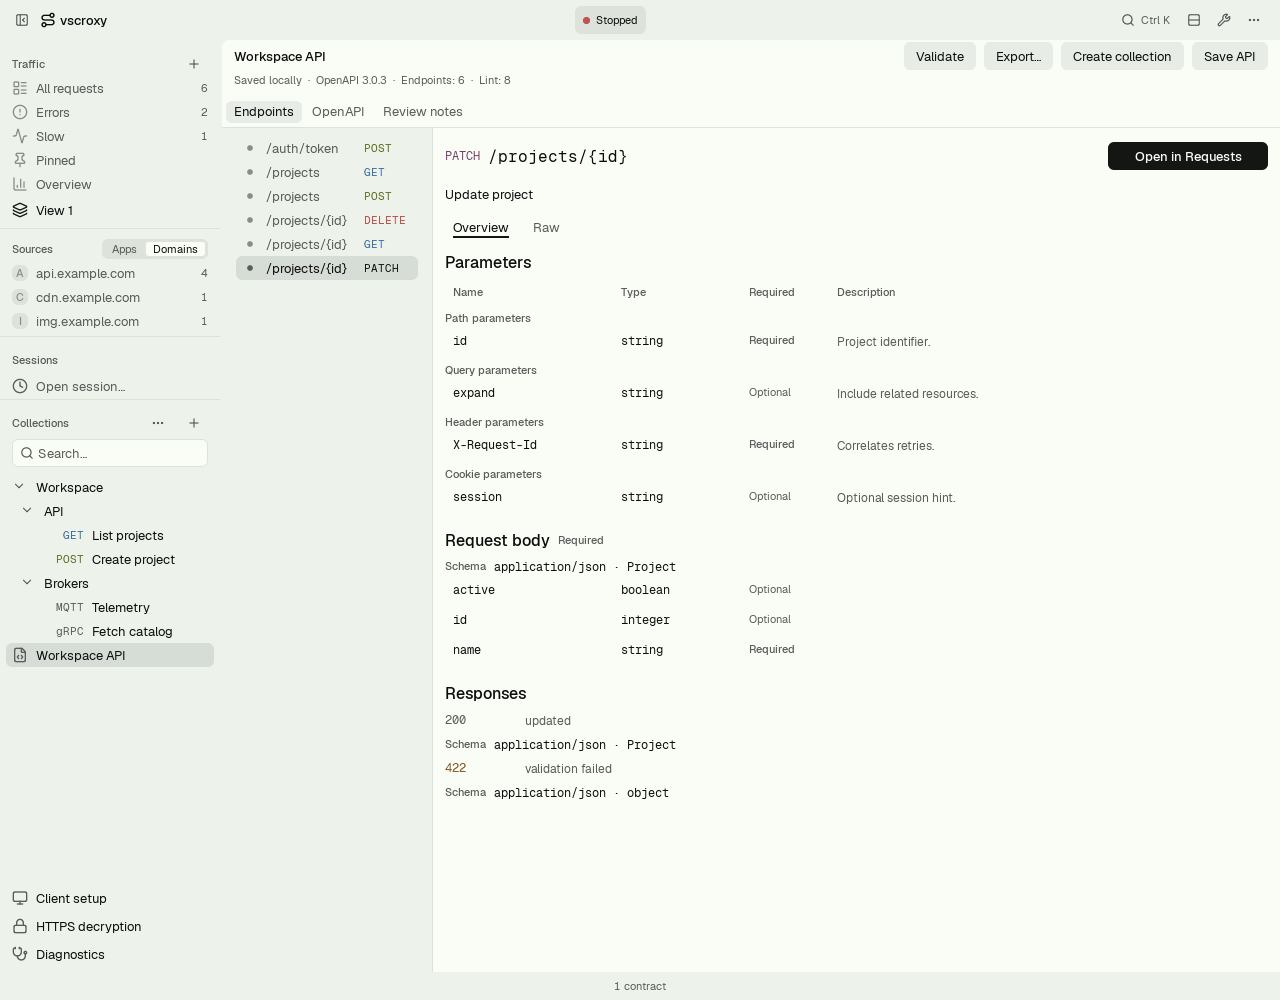 vscroxy
Stopped
Ctrl K
Traffic
All requests 6
Errors 2
Slow 1
Pinned
Overview
View 1
Sources Apps Domains
A api.example.com 4
C cdn.example.com 1
I img.example.com 1
Sessions
Open session…
Collections
Search…
Workspace
API
GET List projects
POST Create project
Brokers
MQTT Telemetry
gRPC Fetch catalog
Workspace API
Client setup
HTTPS decryption
Diagnostics
Workspace API
Validate Export… Create collection Save API
Saved locally · OpenAPI 3.0.3 · Endpoints: 6 · Lint: 8
Endpoints OpenAPI Review notes
/auth/token POST
/projects GET
/projects POST
/projects/{id} DELETE
/projects/{id} GET
/projects/{id} PATCH
PATCH /projects/{id}
Open in Requests
Update project
Overview Raw
Parameters
Name Type Required Description
Path parameters
id string Required Project identifier.
Query parameters
expand string Optional Include related resources.
Header parameters
X-Request-Id string Required Correlates retries.
Cookie parameters
session string Optional Optional session hint.
Request body Required
Schema application/json · Project
active boolean Optional
id integer Optional
name string Required
Responses
200 updated
Schema application/json · Project
422 validation failed
Schema application/json · object
1 contract